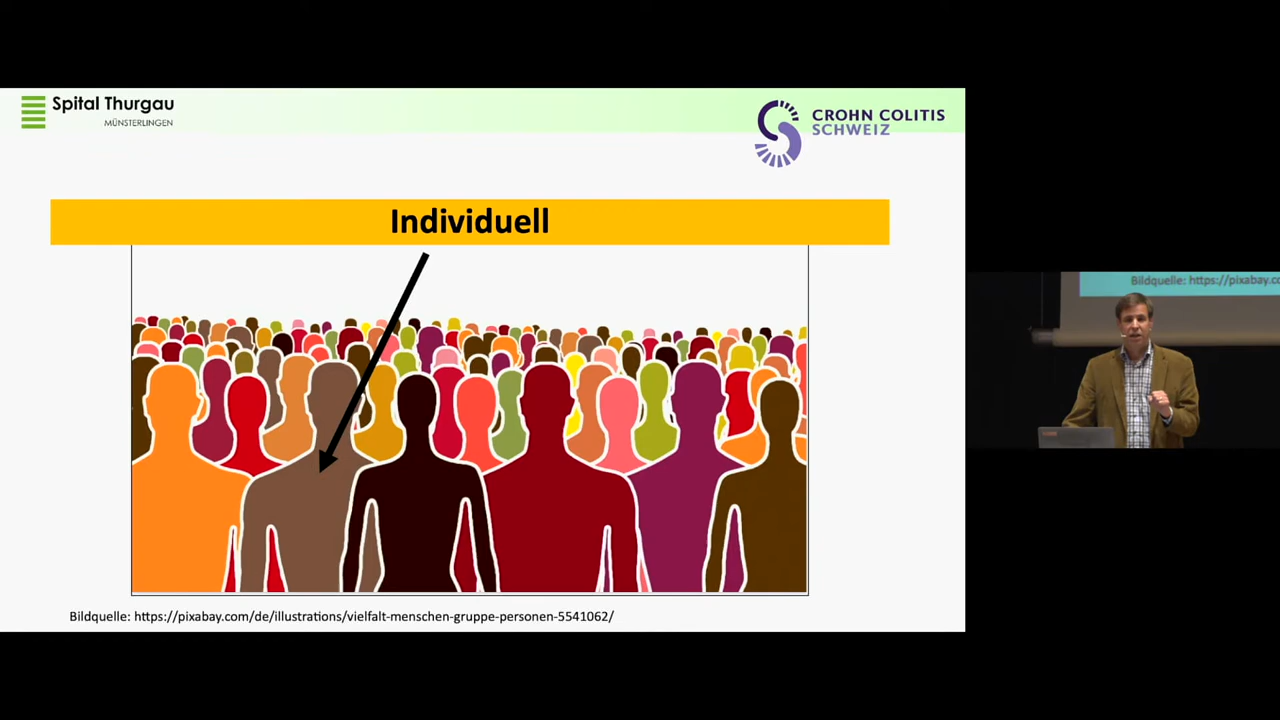 Spital Thurgau
MÜNSTERLINGEN
CROHN COLITIS
SCHWEIZ
Individuell
Bildquelle: https://pixabay.com/de/illustrations/vielfalt-menschen-gruppe-personen-5541062/
Bildquelle: https://pixabay.co